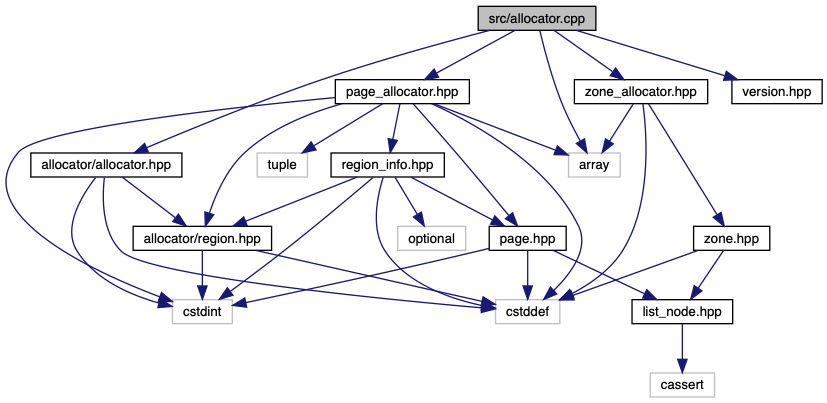 src/allocator.cpp
page_allocator.hpp
zone_allocator.hpp
version.hpp
allocator/allocator.hpp
tuple
region_info.hpp
array
allocator/region.hpp
optional
page.hpp
zone.hpp
cstdint
cstddef
list_node.hpp
cassert